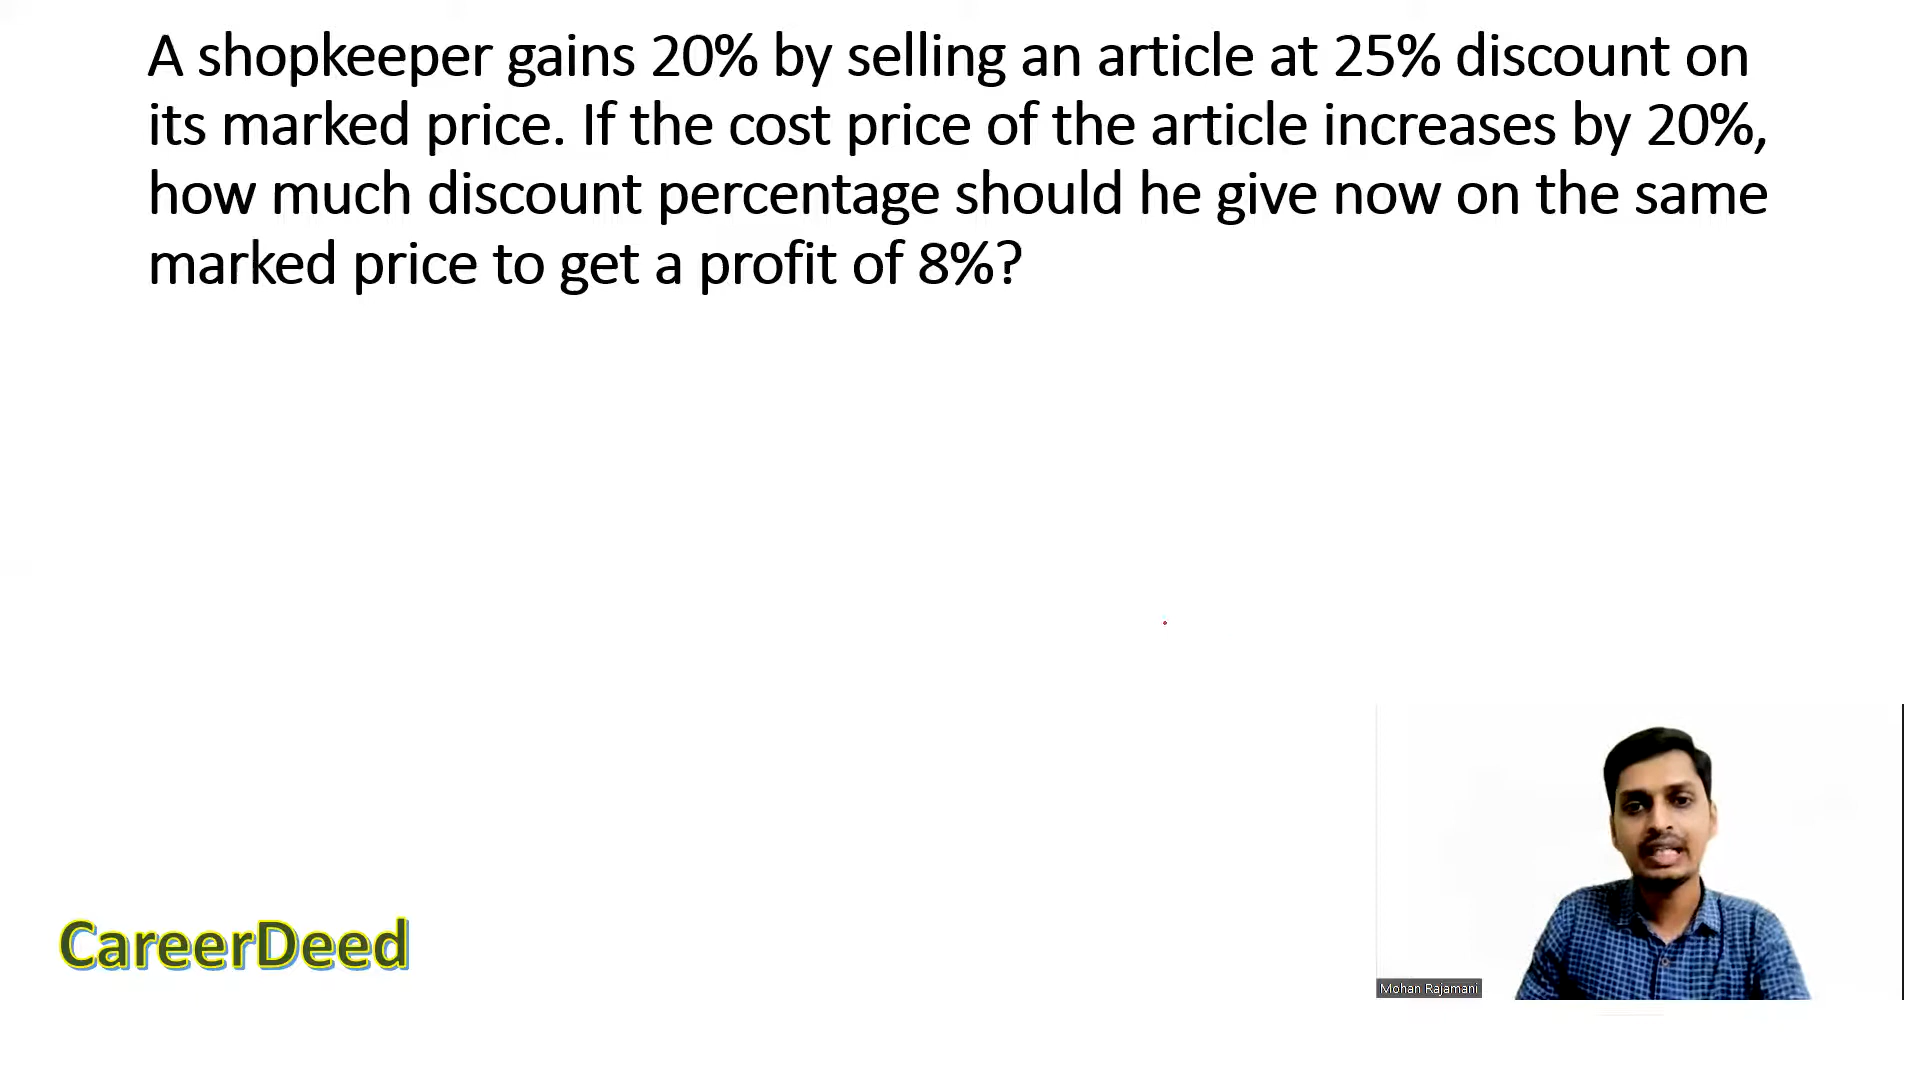 A shopkeeper gains 20% by selling an article at 25% discount on
its marked price. If the cost price of the article increases by 20%,
how much discount percentage should he give now on the same
marked price to get a profit of 8%?
CareerDeed
Mohan Rajamani